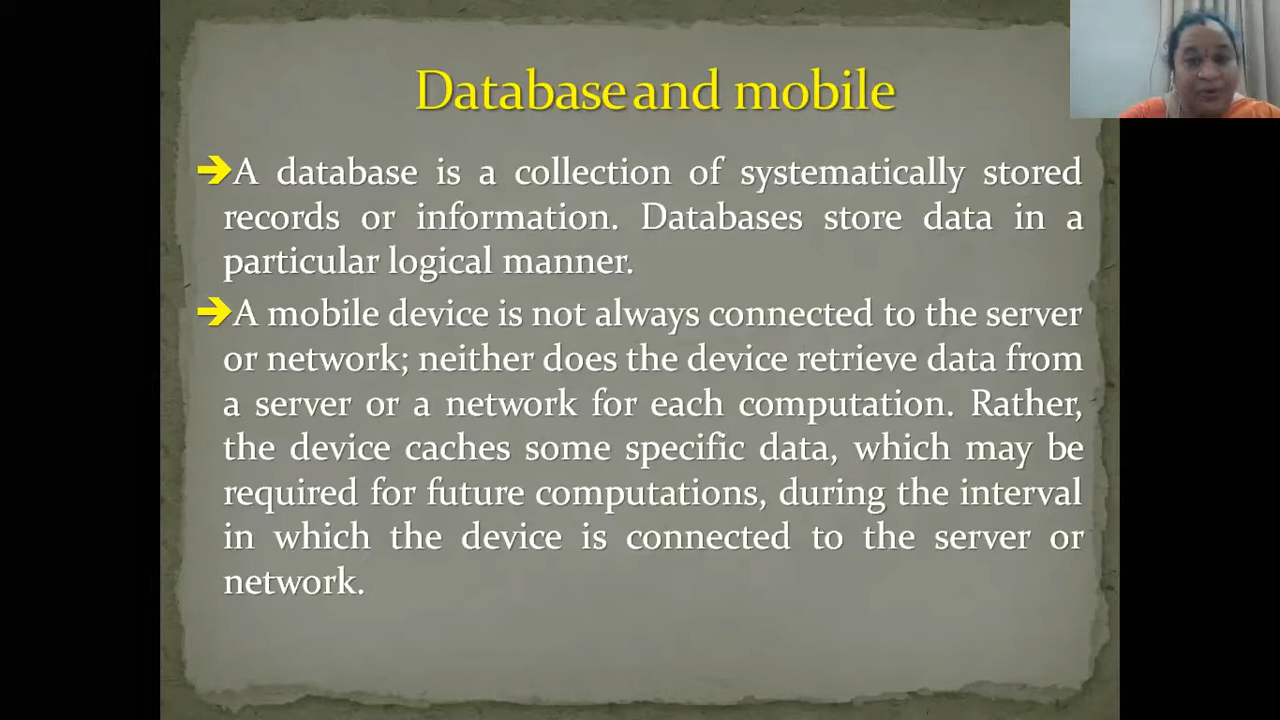 Database and mobile
➔A database is a collection of systematically stored
records or information. Databases store data in a
particular logical manner.
➔A mobile device is not always connected to the server
or network; neither does the device retrieve data from
a server or a network for each computation. Rather,
the device caches some specific data, which may be
required for future computations, during the interval
in which the device is connected to the server or
network.